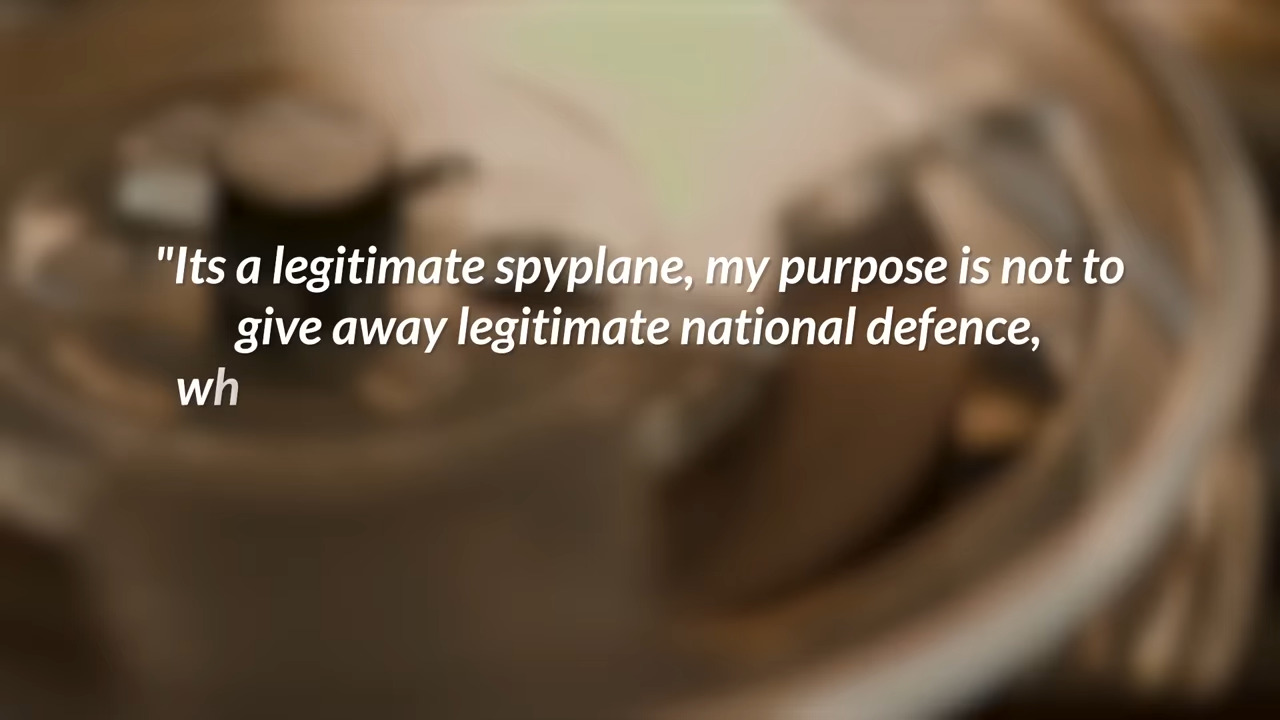 "Its a legitimate spyplane, my purpose is not to
give away legitimate national defence,
wh